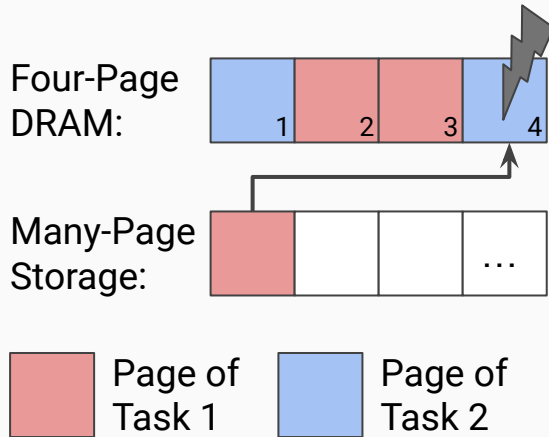 Four-Page
DRAM:
1 2 3 4
Many-Page
Storage:
...
Page of
Task 1
Page of
Task 2